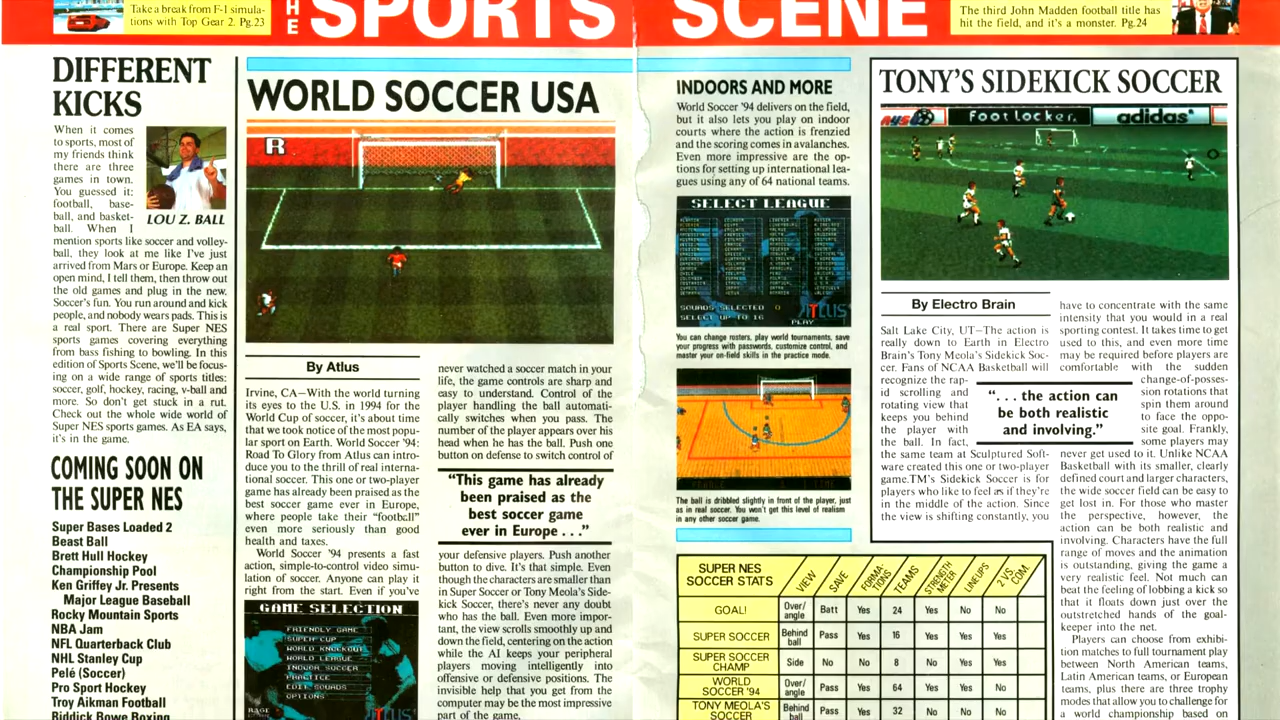 Take a break from F-1 simula-
tions with Top Gear 2. Pg.23
THE
SPORTS SCENE
The third John Madden football title has
hit the field, and it's a monster. Pg.24
DIFFERENT
KICKS
When it comes
to sports, most of
my friends think
there are three
games in town.
You guessed it:
football, base-
ball, and basket-
ball. When I
LOU Z. BALL
mention sports like soccer and volley-
ball, they look at me like I've just
arrived from Mars or Europe. Keep an
open mind, I tell them, then throw out
the old games and plug in the new.
Soccer's fun. You run around and kick
people, and nobody wears pads. This is
a real sport. There are Super NES
sports games covering everything
from bass fishing to bowling. In this
edition of Sports Scene, we'll be focus-
ing on a wide range of sports titles:
soccer, golf, hockey, racing, v-ball and
more. So don't get stuck in a rut.
Check out the whole wide world of
Super NES sports games. As EA says,
it's in the game.
COMING SOON ON
THE SUPER NES
Super Bases Loaded 2
Beast Ball
Brett Hull Hockey
Championship Pool
Ken Griffey Jr. Presents
Major League Baseball
Rocky Mountain Sports
NBA Jam
NFL Quarterback Club
NHL Stanley Cup
Pelé (Soccer)
Pro Sport Hockey
Troy Aikman Football
Riddick Bowe Boxing
WORLD SOCCER USA
R
By Atlus
Irvine, CA—With the world turning
its eyes to the U.S. in 1994 for the
World Cup of soccer, it's about time
that we took notice of the most popu-
lar sport on Earth. World Soccer '94:
Road To Glory from Atlus can intro-
duce you to the thrill of real interna-
tional soccer. This one or two-player
game has already been praised as the
best soccer game ever in Europe,
where people take their "football"
even more seriously than good
health and taxes.
World Soccer '94 presents a fast
action, simple-to-control video simu-
lation of soccer. Anyone can play it
right from the start. Even if you've
GAME SELECTION
FRIENDLY GAME
SUPER CUP
WORLD KNOCKOUT
WORLD LEAGUE
INDOOR SOCCER
PRACTICE
EDIT SQUADS
OPTIONS
RAGE
ATLUS
never watched a soccer match in your
life, the game controls are sharp and
easy to understand. Control of the
player handling the ball automati-
cally switches when you pass. The
number of the player appears over his
head when he has the ball. Push one
button on defense to switch control of
"This game has already
been praised as the
best soccer game
ever in Europe . . ."
your defensive players. Push another
button to dive. It's that simple. Even
though the characters are smaller than
in Super Soccer or Tony Meola's Side-
kick Soccer, there's never any doubt
who has the ball. Even more impor-
tant, the view scrolls smoothly up and
down the field, centering on the action
while the AI keeps your peripheral
players moving intelligently into
offensive or defensive positions. The
invisible help that you get from the
computer may be the most impressive
part of the game,
INDOORS AND MORE
World Soccer '94 delivers on the field,
but it also lets you play on indoor
courts where the action is frenzied
and the scoring comes in avalanches.
Even more impressive are the op-
tions for setting up international lea-
gues using any of 64 national teams.
SELECT LEAGUE
SQUADS SELECTED 0
SELECT UP TO 16
PLAY
ATLUS
You can change rosters, play world tournaments, save
your progress with passwords, customize control, and
master your on-field skills in the practice mode.
The ball is dribbled slightly in front of the player, just
as in real soccer. You won't get this level of realism
in any other soccer game.
SUPER NES
SOCCER STATS
VIEW SAVE FORMA-TIONS TEAMS STRENGTH METER LINEUPS 2 VS. COM.
GOAL! Over/angle Batt Yes 24 Yes No No
SUPER SOCCER Behind ball Pass Yes 16 Yes Yes Yes
SUPER SOCCER CHAMP Side No No 8 No Yes Yes
WORLD SOCCER '94 Over/angle Pass Yes 64 Yes Yes No
TONY MEOLA'S SOCCER Behind ball Pass Yes 32 No No No
TONY'S SIDEKICK SOCCER
Foot Locker.
adidas
By Electro Brain
Salt Lake City, UT—The action is
really down to Earth in Electro
Brain's Tony Meola's Sidekick Soc-
cer. Fans of NCAA Basketball will
recognize the rap-
id scrolling and
rotating view that
keeps you behind
the player with
the ball. In fact,
the same team at Sculptured Soft-
ware created this one or two-player
game.TM's Sidekick Soccer is for
players who like to feel as if they're
in the middle of the action. Since
the view is shifting constantly, you
". . . the action can
be both realistic
and involving."
have to concentrate with the same
intensity that you would in a real
sporting contest. It takes time to get
used to this, and even more time
may be required before players are
comfortable with the sudden
change-of-posses-
sion rotations that
spin them around
to face the oppo-
site goal. Frankly,
some players may
never get used to it. Unlike NCAA
Basketball with its smaller, clearly
defined court and larger characters,
the wide soccer field can be easy to
get lost in. For those who master
the perspective, however, the
action can be both realistic and
involving. Characters have the full
range of moves and the animation
is outstanding, giving the game a
very realistic feel. Not much can
beat the feeling of lobbing a kick so
that it floats down just over the
outstretched hands of the goal-
keeper into the net.
Players can choose from exhibi-
tion matches to full tournament play
between North American teams,
Latin American teams, or European
teams, plus there are three trophy
modes that allow you to challenge for
a world championship based on